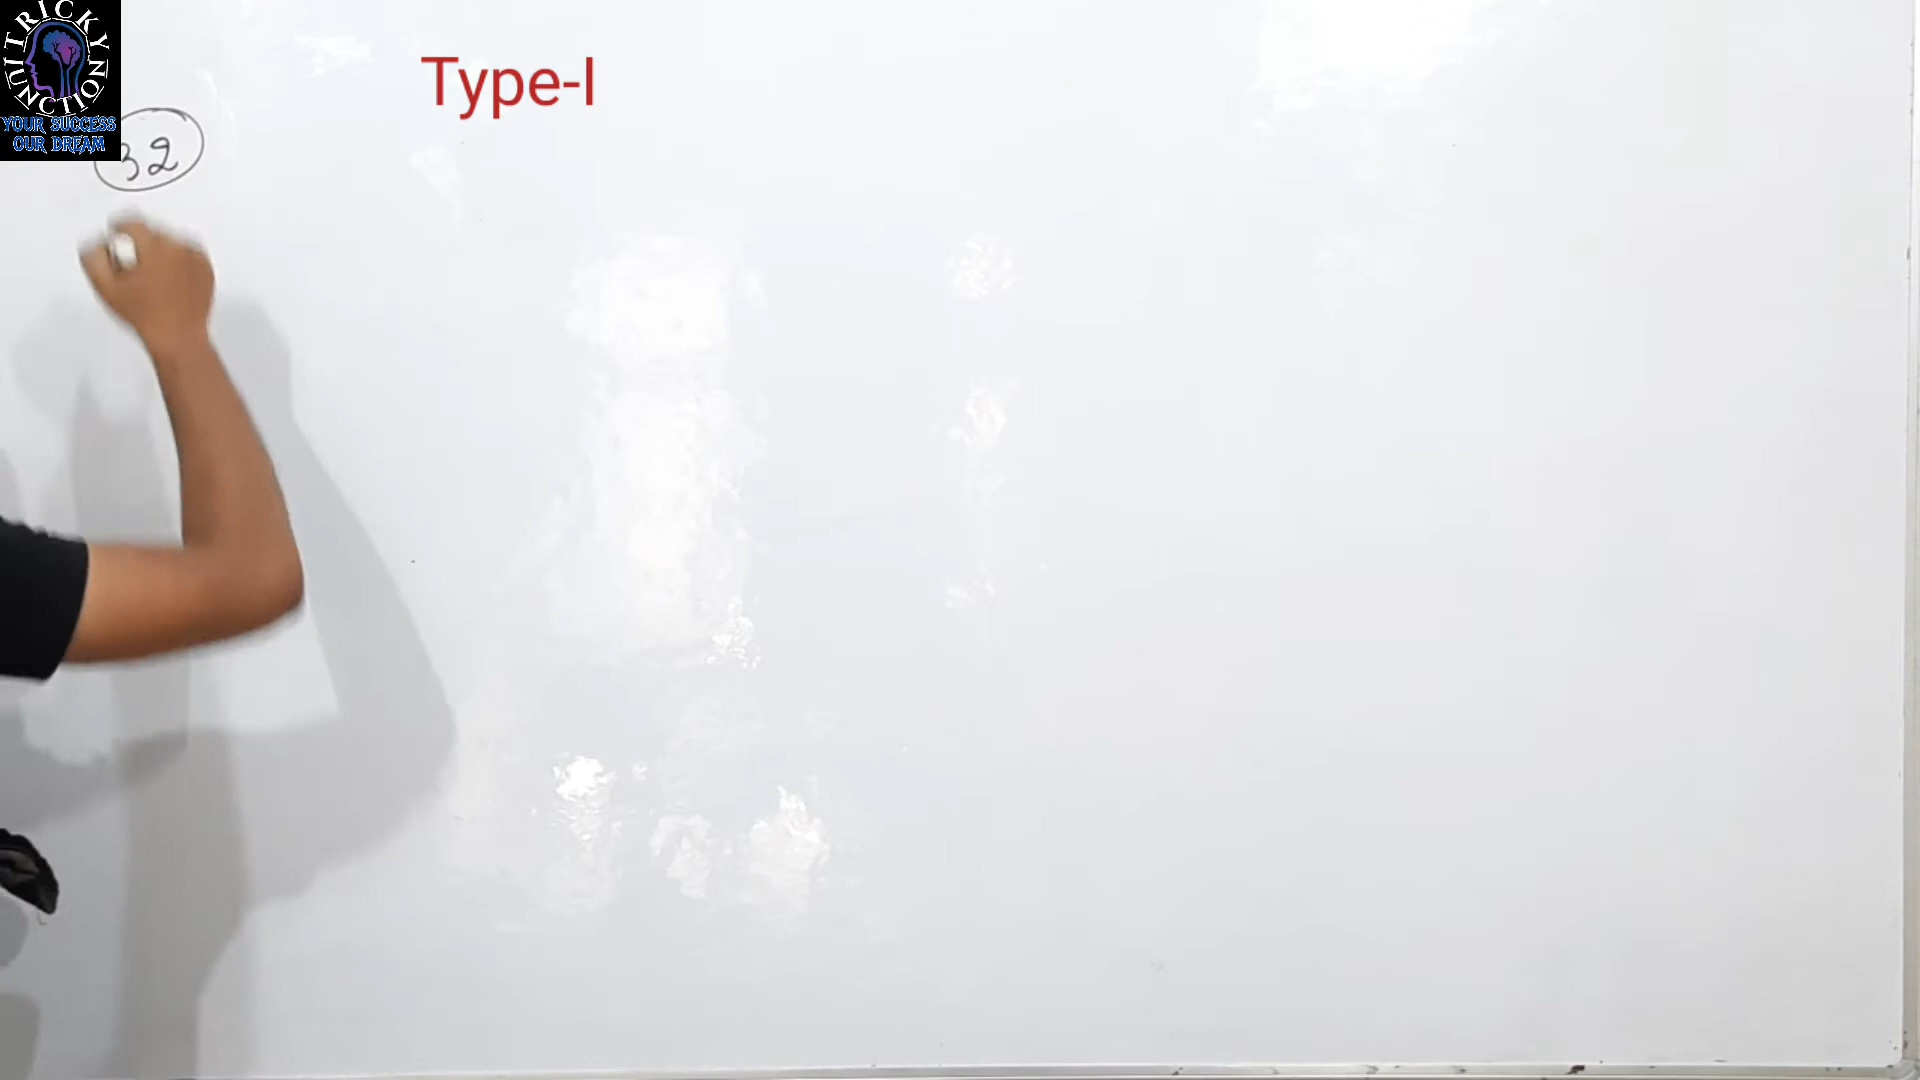 TRICKY
JUNCTION
YOUR SUCCESS
OUR DREAM
Type-I
32